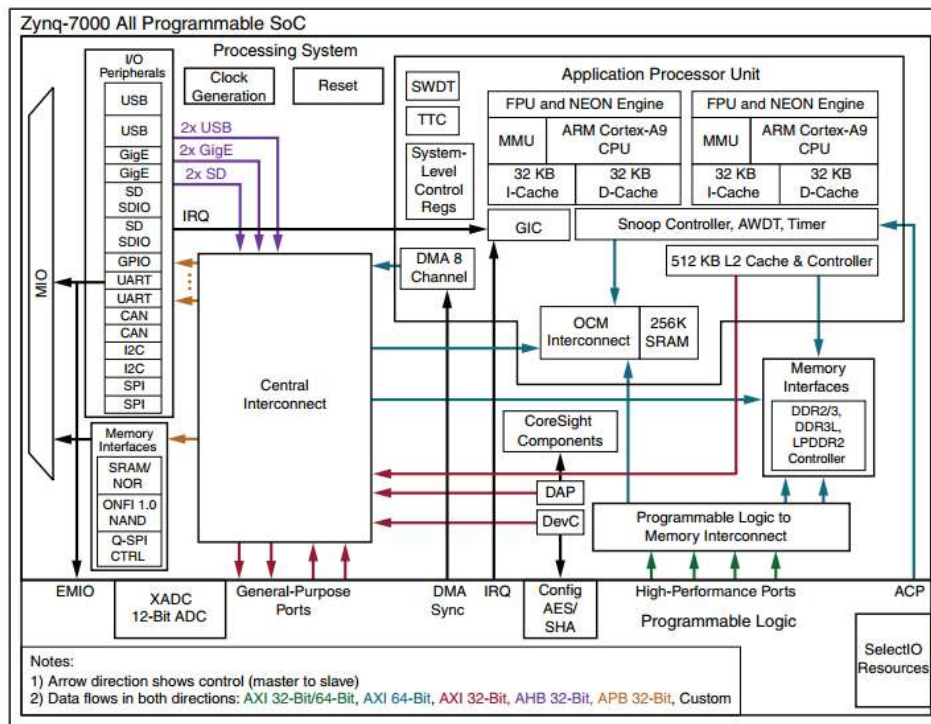 Zynq-7000 All Programmable SoC
Processing System
I/O
Peripherals
USB
USB
GigE
GigE
SD
SDIO
SD
SDIO
GPIO
UART
UART
CAN
CAN
I2C
I2C
SPI
SPI
MIO
Clock
Generation
Reset
2x USB
2x GigE
2x SD
IRQ
Application Processor Unit
SWDT
TTC
System-
Level
Control
Regs
FPU and NEON Engine
MMU
ARM Cortex-A9
CPU
32 KB
I-Cache
32 KB
D-Cache
FPU and NEON Engine
MMU
ARM Cortex-A9
CPU
32 KB
I-Cache
32 KB
D-Cache
GIC
Snoop Controller, AWDT, Timer
DMA 8
Channel
512 KB L2 Cache & Controller
OCM
Interconnect
256K
SRAM
Central
Interconnect
Memory
Interfaces
DDR2/3,
DDR3L,
LPDDR2
Controller
CoreSight
Components
DAP
DevC
Programmable Logic to
Memory Interconnect
Memory
Interfaces
SRAM/
NOR
ONFI 1.0
NAND
Q-SPI
CTRL
EMIO
XADC
12-Bit ADC
General-Purpose
Ports
DMA
Sync
IRQ
Config
AES/
SHA
High-Performance Ports
ACP
Programmable Logic
SelectIO
Resources
Notes:
1) Arrow direction shows control (master to slave)
2) Data flows in both directions: AXI 32-Bit/64-Bit, AXI 64-Bit, AXI 32-Bit, AHB 32-Bit, APB 32-Bit, Custom